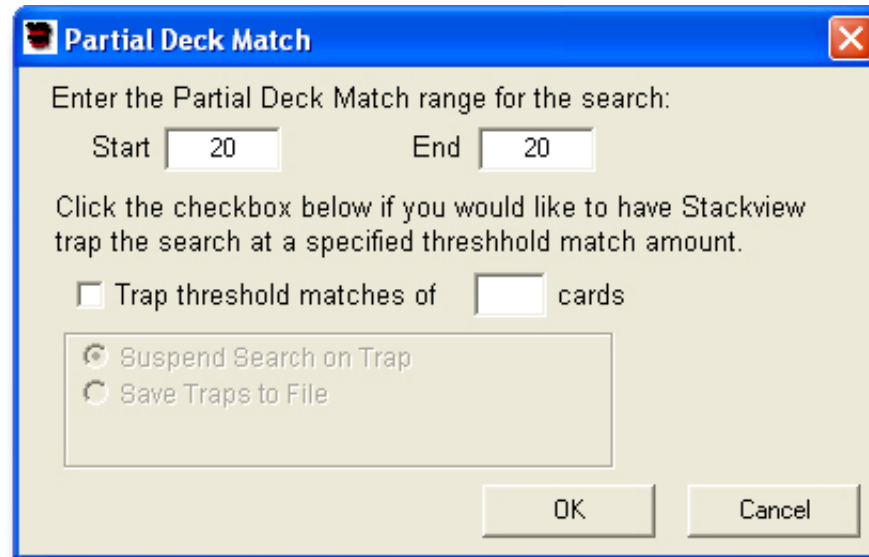 Partial Deck Match
Enter the Partial Deck Match range for the search:
Start 20 End 20
Click the checkbox below if you would like to have Stackview
trap the search at a specified threshhold match amount.
Trap threshold matches of cards
Suspend Search on Trap
Save Traps to File
OK Cancel